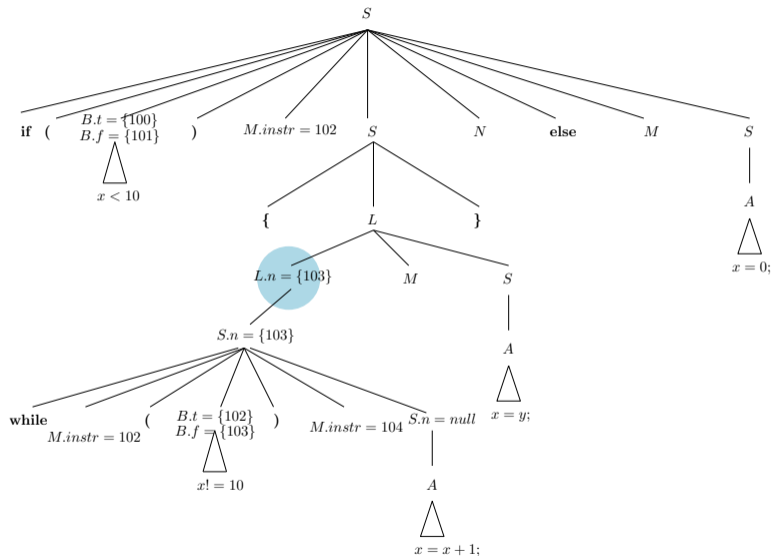 S
B.t = {100}
if ( B.f = {101} ) M.instr = 102 S N else M S
x < 10
A
{ L }
x = 0;
L.n = {103} M S
S.n = {103}
A
while ( B.t = {102} ) S.n = null x = y;
M.instr = 102 B.f = {103} M.instr = 104
x! = 10 A
x = x + 1;